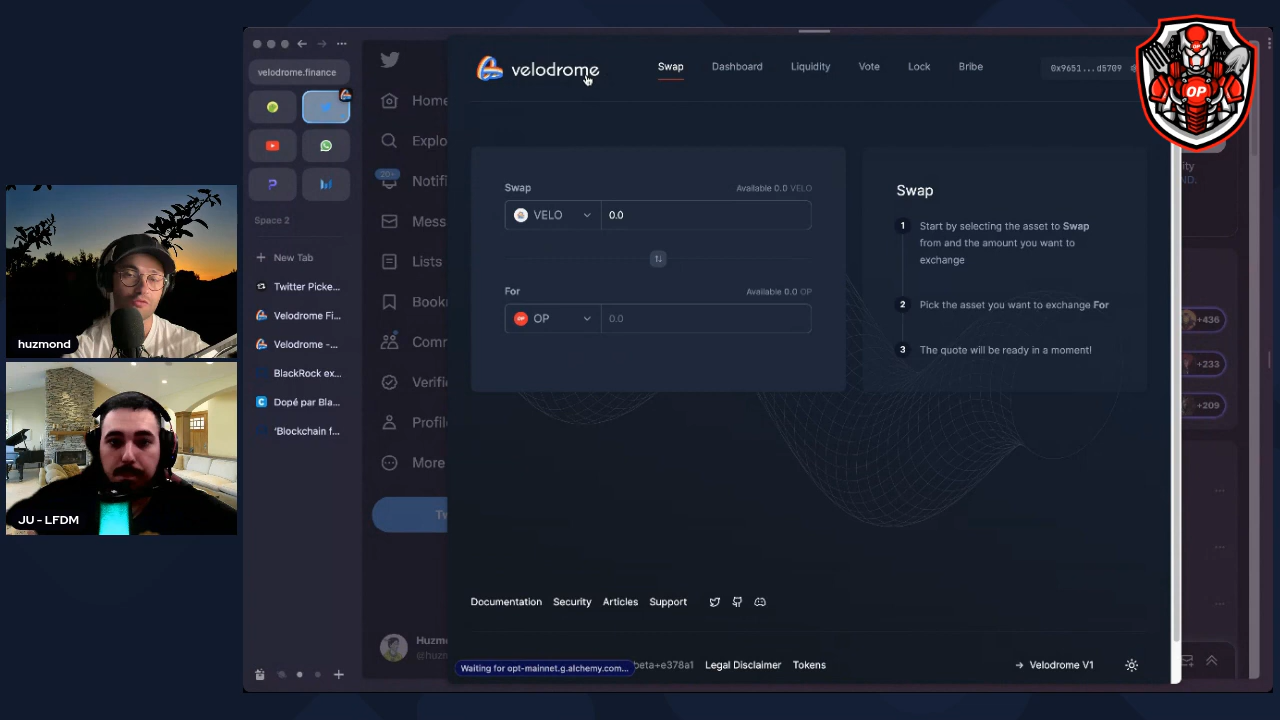 velodrome.finance
Space 2
New Tab
Twitter Picke...
Velodrome Fi...
Velodrome -...
BlackRock ex...
Dopé par Bla...
'Blockchain f...
Home
Explo
20+
Notifi
Mess
Lists
Book
Comm
Verifi
Profil
More
Tw
Huzm
@huz
velodrome
Swap
Dashboard
Liquidity
Vote
Lock
Bribe
0x9651...d5709
OP
Swap
Available 0.0 VELO
VELO
0.0
For
Available 0.0 OP
OP
0.0
Swap
1 Start by selecting the asset to Swap
from and the amount you want to
exchange
2 Pick the asset you want to exchange For
3 The quote will be ready in a moment!
+436
+233
+209
huzmond
JU - LFDM
Documentation
Security
Articles
Support
Waiting for opt-mainnet.g.alchemy.com...
beta+e378a1
Legal Disclaimer
Tokens
Velodrome V1